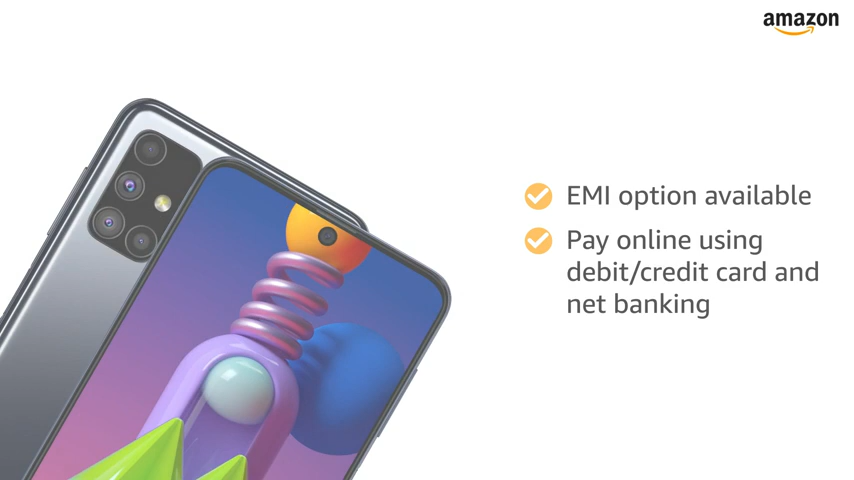 amazon
EMI option available
Pay online using
debit/credit card and
net banking